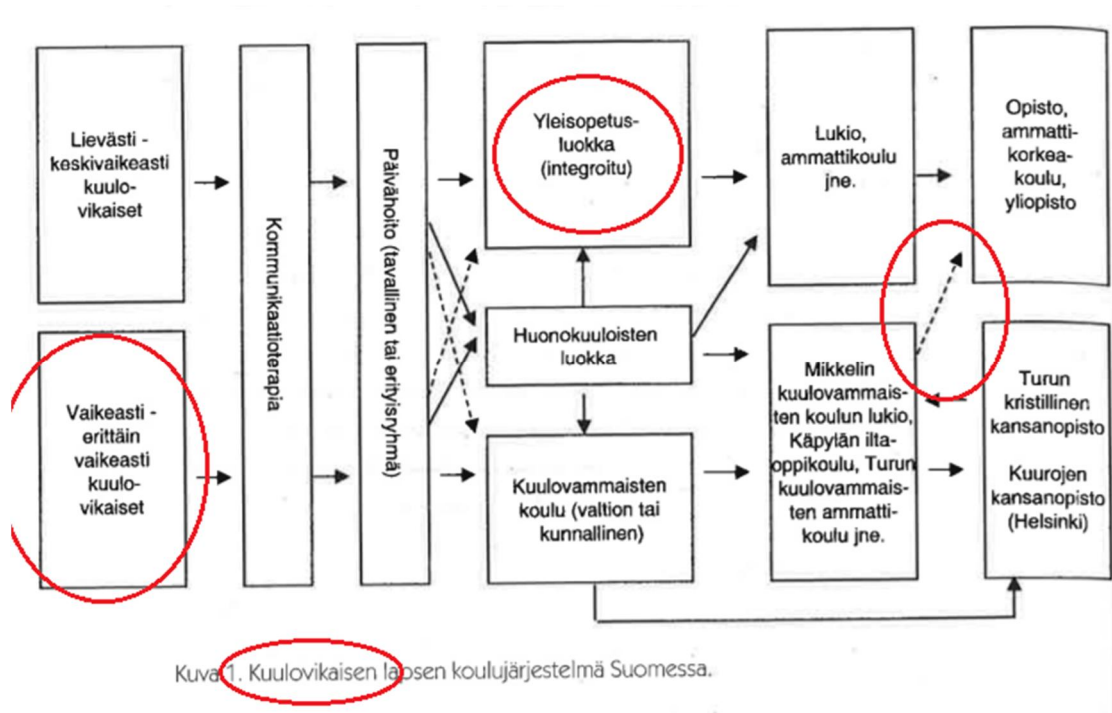 Lievästi -
keskivaikeasti
kuulo-
vikaiset
Vaikeasti -
erittäin
vaikeasti
kuulo-
vikaiset
Kommunikaatioterapia
Päivähoito (tavallinen tai erityisryhmä)
Yleisopetus-
luokka
(integroitu)
Huonokuuloisten
luokka
Kuulovammaisten
koulu (valtion tai
kunnallinen)
Lukio,
ammattikoulu
jne.
Mikkelin
kuulovammais-
ten koulun lukio,
Käpylän ilta-
oppikoulu, Turun
kuulovammais-
ten ammatti-
koulu jne.
Opisto,
ammatti-
korkea-
koulu,
yliopisto
Turun
kristillinen
kansanopisto
Kuurojen
kansanopisto
(Helsinki)
Kuva 1. Kuulovikaisen lapsen koulujärjestelmä Suomessa.